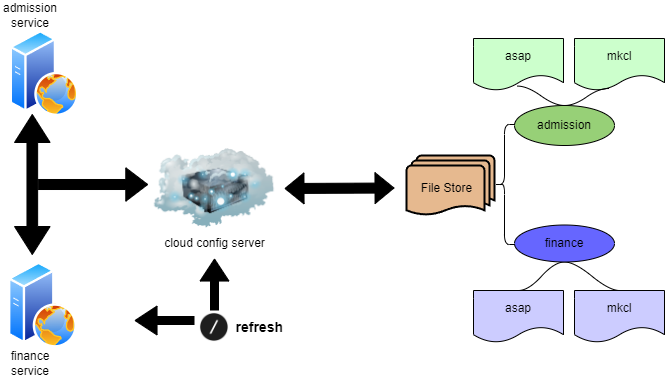 admission
service
asap
mkcl
admission
File Store
cloud config server
finance
asap
mkcl
refresh
finance
service